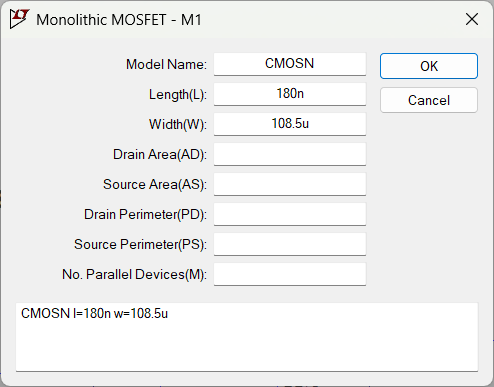 Monolithic MOSFET - M1
Model Name: CMOSN
OK
Length(L): 180n
Cancel
Width(W): 108.5u
Drain Area(AD):
Source Area(AS):
Drain Perimeter(PD):
Source Perimeter(PS):
No. Parallel Devices(M):
CMOSN l=180n w=108.5u